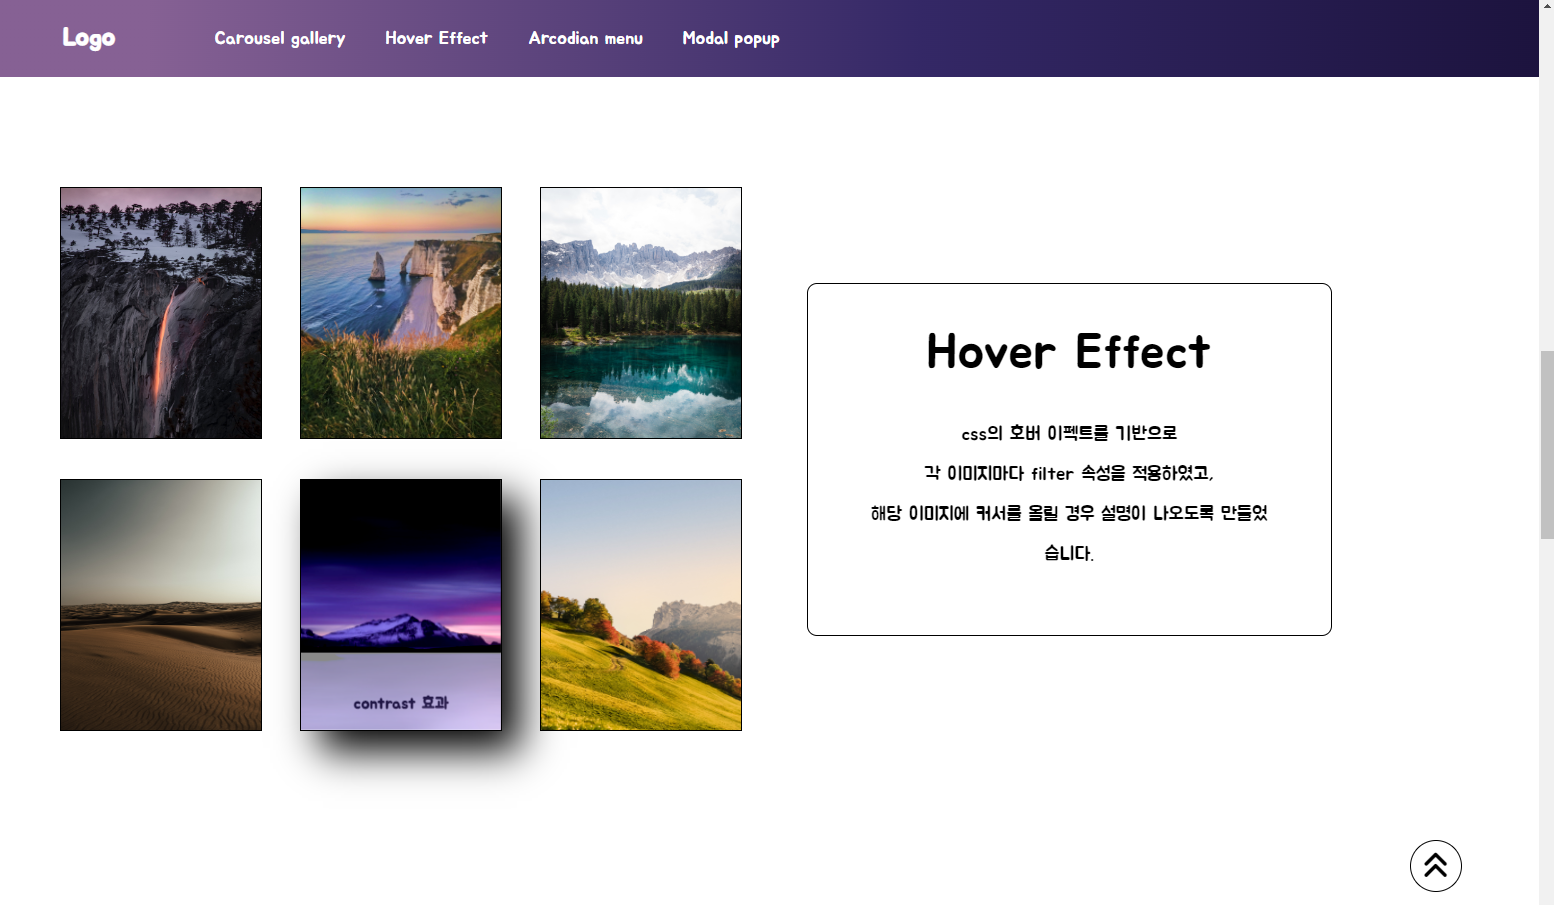 Logo
Carousel gallery
Hover Effect
Arcodian menu
Modal popup
Hover Effect
css의 호버 이펙트를 기반으로
각 이미지마다 filter 속성을 적용하였고,
해당 이미지에 커서를 올릴 경우 설명이 나오도록 만들었
습니다.
contrast 효과